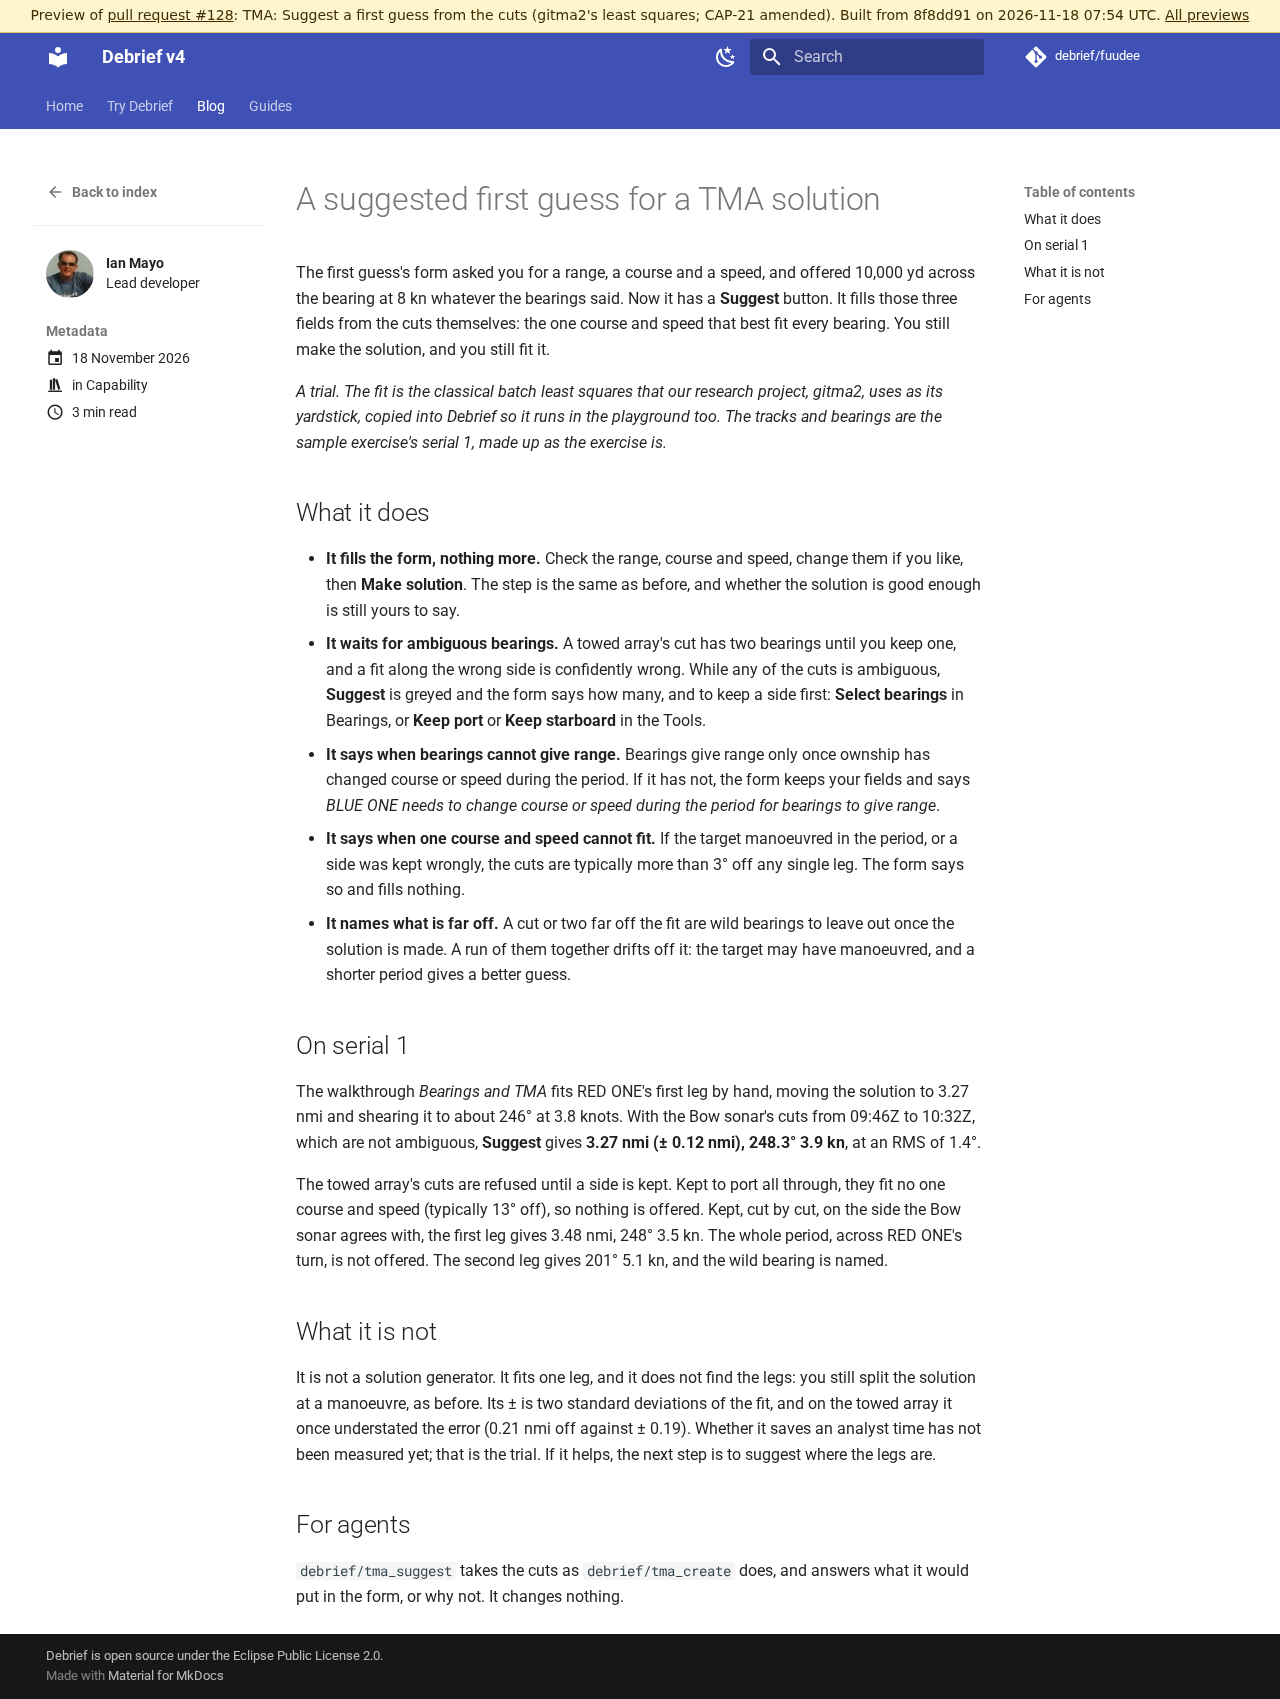 Preview of pull request #128: TMA: Suggest a first guess from the cuts (gitma2's least squares; CAP-21 amended). Built from 8f8dd91 on 2026-11-18 07:54 UTC. All previews
Debrief v4
Search
debrief/fuudee
Home
Try Debrief
Blog
Guides
Back to index
Ian Mayo
Lead developer
Metadata
18 November 2026
in Capability
3 min read
A suggested first guess for a TMA solution
The first guess's form asked you for a range, a course and a speed, and offered 10,000 yd across
the bearing at 8 kn whatever the bearings said. Now it has a Suggest button. It fills those three
fields from the cuts themselves: the one course and speed that best fit every bearing. You still
make the solution, and you still fit it.
A trial. The fit is the classical batch least squares that our research project, gitma2, uses as its
yardstick, copied into Debrief so it runs in the playground too. The tracks and bearings are the
sample exercise's serial 1, made up as the exercise is.
What it does
It fills the form, nothing more. Check the range, course and speed, change them if you like,
then Make solution. The step is the same as before, and whether the solution is good enough
is still yours to say.
It waits for ambiguous bearings. A towed array's cut has two bearings until you keep one,
and a fit along the wrong side is confidently wrong. While any of the cuts is ambiguous,
Suggest is greyed and the form says how many, and to keep a side first: Select bearings in
Bearings, or Keep port or Keep starboard in the Tools.
It says when bearings cannot give range. Bearings give range only once ownship has
changed course or speed during the period. If it has not, the form keeps your fields and says
BLUE ONE needs to change course or speed during the period for bearings to give range.
It says when one course and speed cannot fit. If the target manoeuvred in the period, or a
side was kept wrongly, the cuts are typically more than 3° off any single leg. The form says
so and fills nothing.
It names what is far off. A cut or two far off the fit are wild bearings to leave out once the
solution is made. A run of them together drifts off it: the target may have manoeuvred, and a
shorter period gives a better guess.
On serial 1
The walkthrough Bearings and TMA fits RED ONE's first leg by hand, moving the solution to 3.27
nmi and shearing it to about 246° at 3.8 knots. With the Bow sonar's cuts from 09:46Z to 10:32Z,
which are not ambiguous, Suggest gives 3.27 nmi (± 0.12 nmi), 248.3° 3.9 kn, at an RMS of 1.4°.
The towed array's cuts are refused until a side is kept. Kept to port all through, they fit no one
course and speed (typically 13° off), so nothing is offered. Kept, cut by cut, on the side the Bow
sonar agrees with, the first leg gives 3.48 nmi, 248° 3.5 kn. The whole period, across RED ONE's
turn, is not offered. The second leg gives 201° 5.1 kn, and the wild bearing is named.
What it is not
It is not a solution generator. It fits one leg, and it does not find the legs: you still split the solution
at a manoeuvre, as before. Its ± is two standard deviations of the fit, and on the towed array it
once understated the error (0.21 nmi off against ± 0.19). Whether it saves an analyst time has not
been measured yet; that is the trial. If it helps, the next step is to suggest where the legs are.
For agents
debrief/tma_suggest takes the cuts as debrief/tma_create does, and answers what it would
put in the form, or why not. It changes nothing.
Table of contents
What it does
On serial 1
What it is not
For agents
Debrief is open source under the Eclipse Public License 2.0.
Made with Material for MkDocs